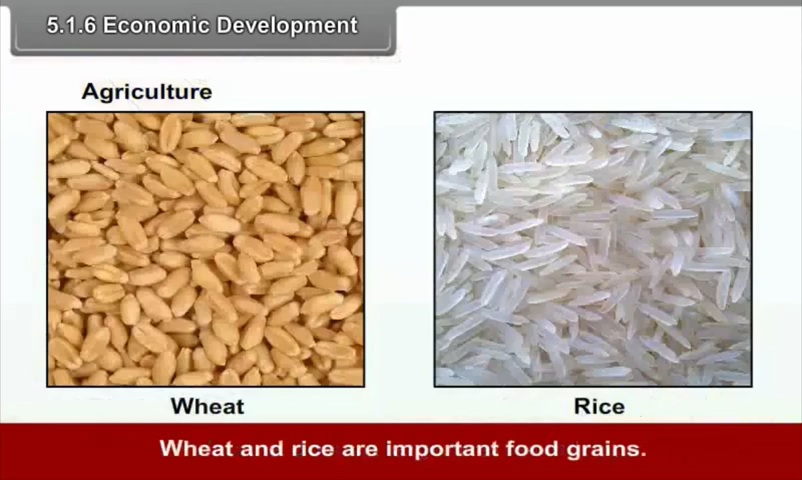 5.1.6 Economic Development
Agriculture
Wheat
Rice
Wheat and rice are important food grains.